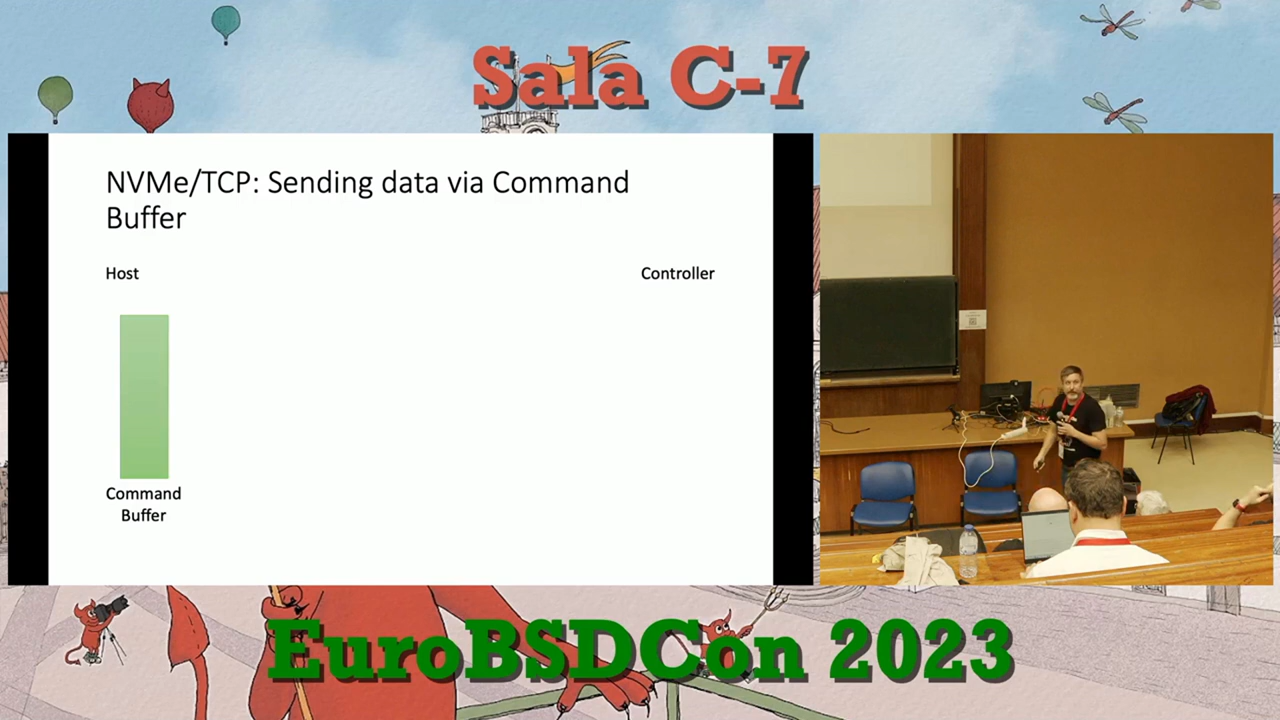 Sala C-7
NVMe/TCP: Sending data via Command
Buffer
Host
Controller
Command
Buffer
EuroBSDCon 2023